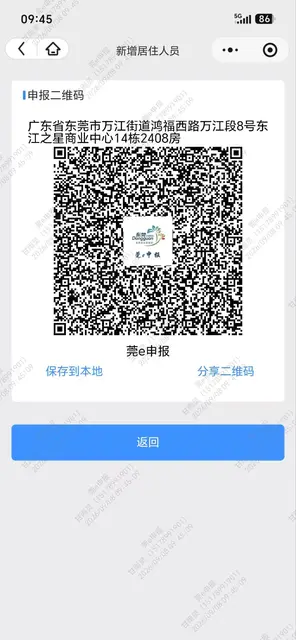 09:45
5G 86
新增居住人员
申报二维码
广东省东莞市万江街道鸿福西路万江段8号东
江之星商业中心14栋2408房
东莞
Dongguan
莞e申报
莞e申报
保存到本地
分享二维码
返回